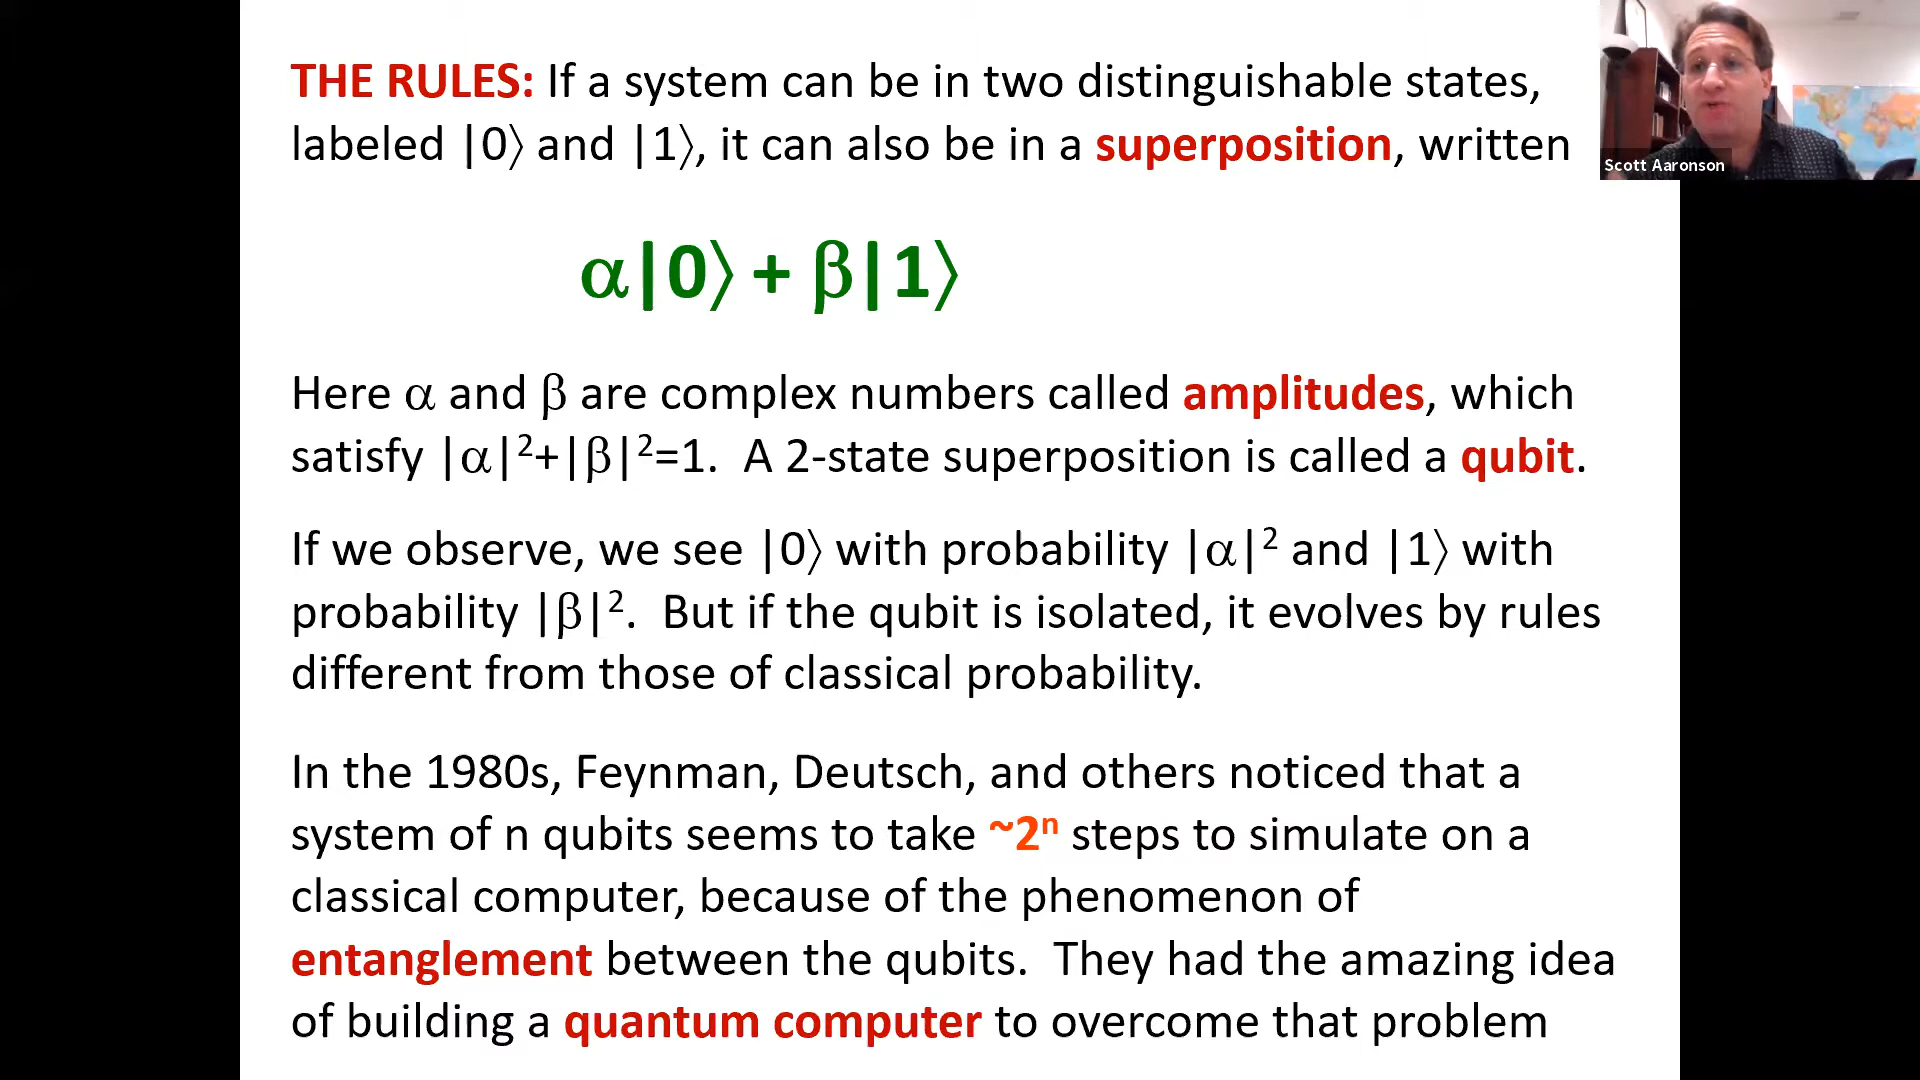 THE RULES: If a system can be in two distinguishable states,
labeled |0⟩ and |1⟩, it can also be in a superposition, written
α|0⟩ + β|1⟩
Here α and β are complex numbers called amplitudes, which
satisfy |α|²+|β|²=1. A 2-state superposition is called a qubit.
If we observe, we see |0⟩ with probability |α|² and |1⟩ with
probability |β|². But if the qubit is isolated, it evolves by rules
different from those of classical probability.
In the 1980s, Feynman, Deutsch, and others noticed that a
system of n qubits seems to take ~2ⁿ steps to simulate on a
classical computer, because of the phenomenon of
entanglement between the qubits. They had the amazing idea
of building a quantum computer to overcome that problem
Scott Aaronson